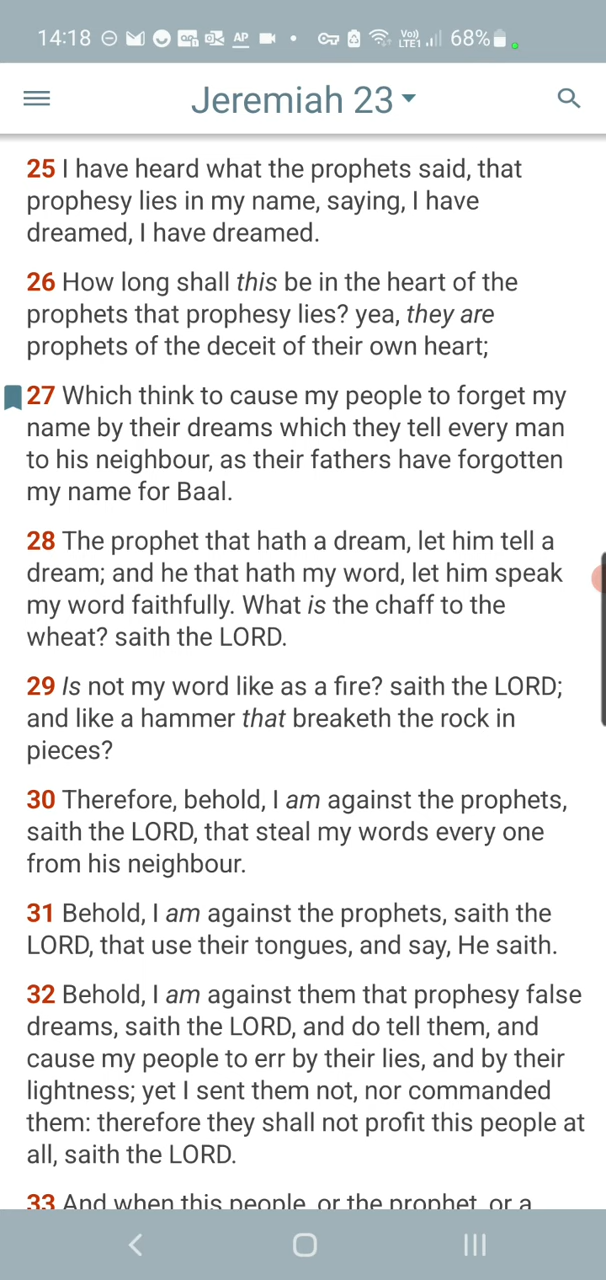 14:18 AP Vo)) LTE1 68%
Jeremiah 23
25 I have heard what the prophets said, that
prophesy lies in my name, saying, I have
dreamed, I have dreamed.
26 How long shall this be in the heart of the
prophets that prophesy lies? yea, they are
prophets of the deceit of their own heart;
27 Which think to cause my people to forget my
name by their dreams which they tell every man
to his neighbour, as their fathers have forgotten
my name for Baal.
28 The prophet that hath a dream, let him tell a
dream; and he that hath my word, let him speak
my word faithfully. What is the chaff to the
wheat? saith the LORD.
29 Is not my word like as a fire? saith the LORD;
and like a hammer that breaketh the rock in
pieces?
30 Therefore, behold, I am against the prophets,
saith the LORD, that steal my words every one
from his neighbour.
31 Behold, I am against the prophets, saith the
LORD, that use their tongues, and say, He saith.
32 Behold, I am against them that prophesy false
dreams, saith the LORD, and do tell them, and
cause my people to err by their lies, and by their
lightness; yet I sent them not, nor commanded
them: therefore they shall not profit this people at
all, saith the LORD.
33 And when this people, or the prophet, or a